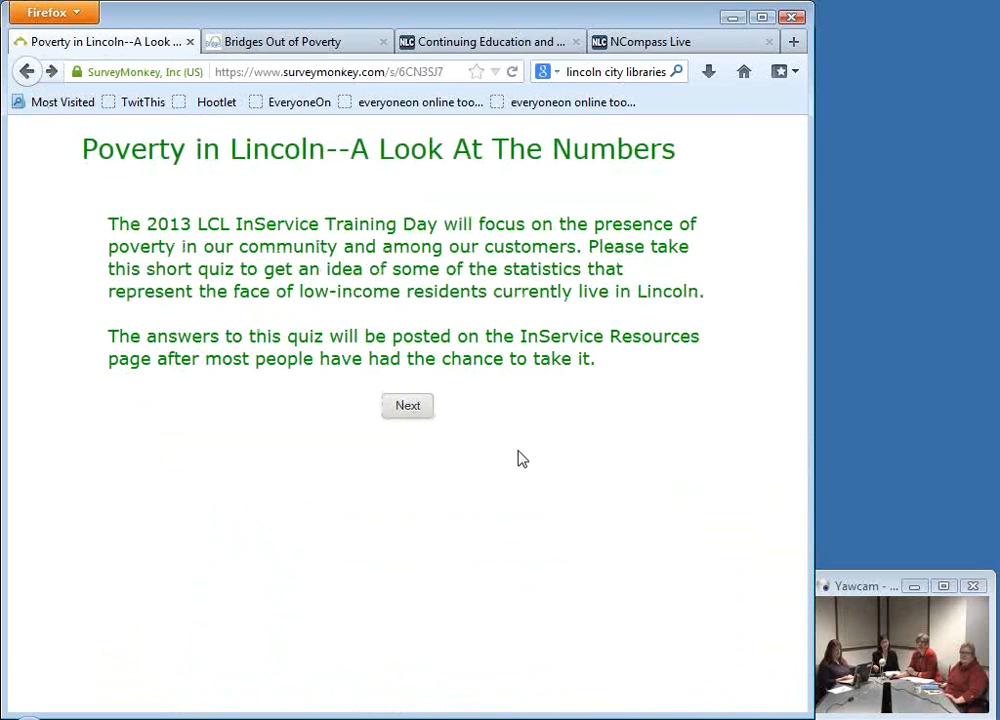 Firefox
Poverty in Lincoln--A Look ...
Bridges Out of Poverty
NLC Continuing Education and ...
NLC NCompass Live
SurveyMonkey, Inc (US)
https://www.surveymonkey.com/s/6CN3SJ7
8 lincoln city libraries
Most Visited
TwitThis
Hootlet
EveryoneOn
everyoneon online too...
everyoneon online too...
Poverty in Lincoln--A Look At The Numbers
The 2013 LCL InService Training Day will focus on the presence of
poverty in our community and among our customers. Please take
this short quiz to get an idea of some of the statistics that
represent the face of low-income residents currently live in Lincoln.
The answers to this quiz will be posted on the InService Resources
page after most people have had the chance to take it.
Next
Yawcam - ...